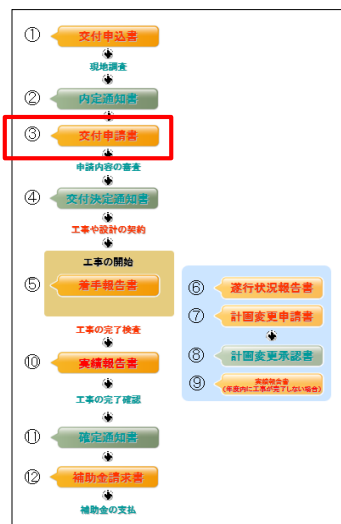 ① 交付申込書
現地調査
② 内定通知書
③ 交付申請書
申請内容の審査
④ 交付決定通知書
工事や設計の契約
工事の開始
⑤ 着手報告書
工事の完了検査
⑩ 実績報告書
工事の完了確認
⑪ 確定通知書
⑫ 補助金請求書
補助金の支払
⑥ 遂行状況報告書
⑦ 計画変更申請書
⑧ 計画変更承認書
⑨ 実績報告書
(年度内に工事が完了しない場合)